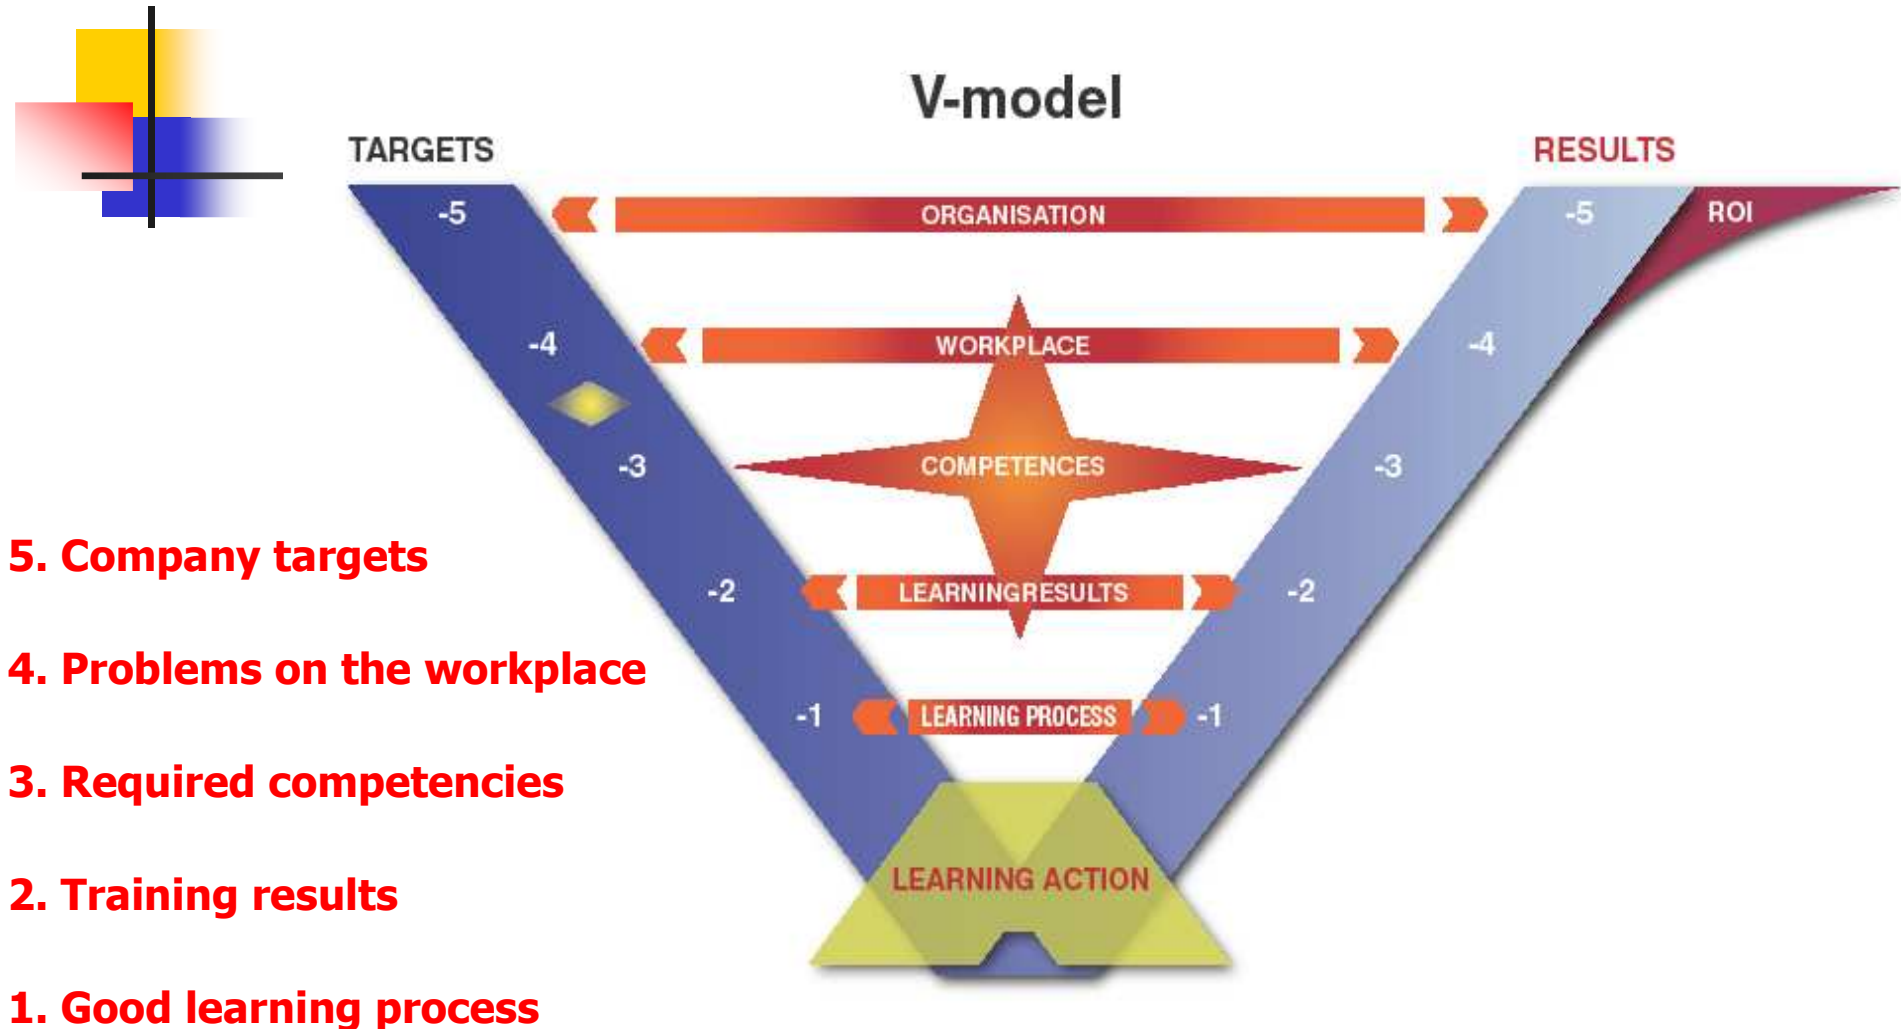 V-model
TARGETS
RESULTS
-5
ORGANISATION
-5
ROI
-4
WORKPLACE
-4
-3
COMPETENCES
-3
5. Company targets
-2
LEARNINGRESULTS
-2
4. Problems on the workplace
-1
LEARNING PROCESS
-1
3. Required competencies
LEARNING ACTION
2. Training results
1. Good learning process